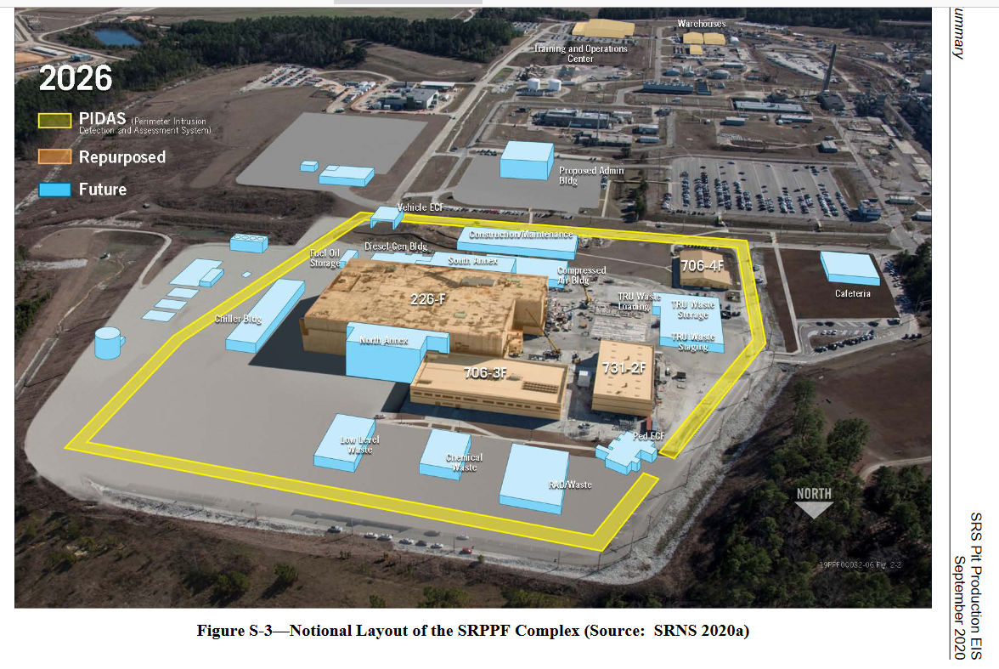 ummary
Warehouses
Training and Operations
Center
2026
PIDAS (Perimeter Intrusion
Detection and Assessment System)
Repurposed
Future
Proposed Admin
Bldg
Vehicle ECF
Construction/Maintenance
Diesel Gen Bldg
Fuel Oil
Storage
South Annex
Compressed
Air Bldg
706-4F
Cafeteria
226-F
TRU Waste
Loading
TRU Waste
Storage
Chiller Bldg
North Annex
TRU Waste
Staging
706-3F
731-2F
Low Level
Waste
Chemical
Waste
Ped ECF
RAD/Waste
NORTH
19PFF00032-06 Fig 2-2
Figure S-3—Notional Layout of the SRPPF Complex (Source: SRNS 2020a)
SRS Pit Production EIS
September 2020